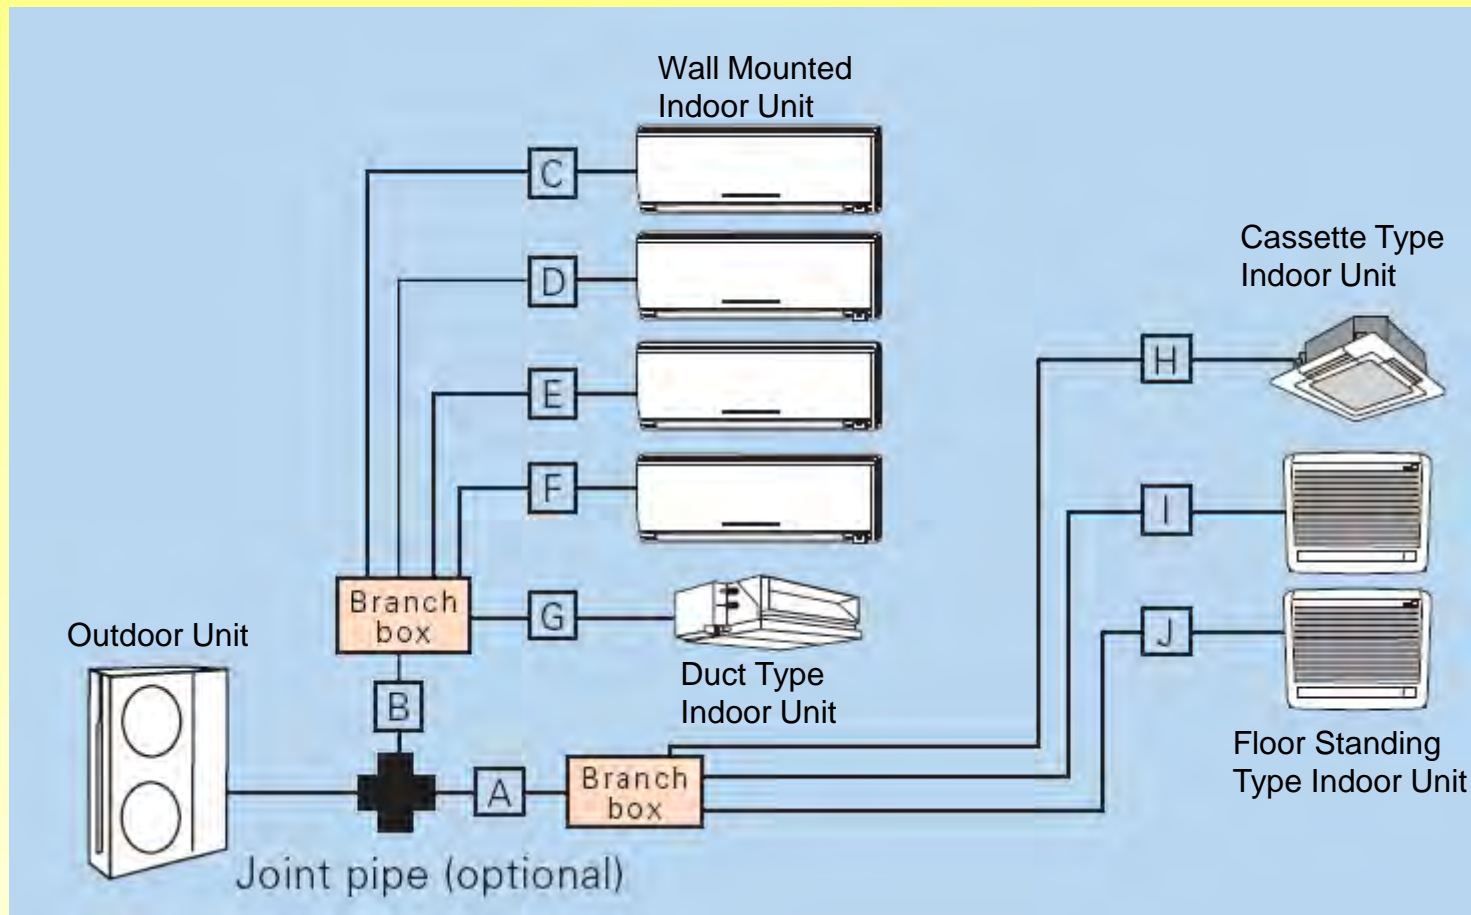 Wall Mounted
Indoor Unit
C
D
E
F
G
Branch
box
Duct Type
Indoor Unit
Outdoor Unit
B
A
Branch
box
Joint pipe (optional)
Cassette Type
Indoor Unit
H
I
J
Floor Standing
Type Indoor Unit